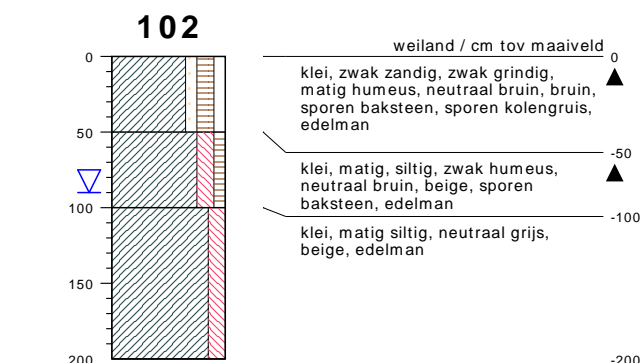 102
weiland / cm tov maaiveld
0
0
klei, zwak zandig, zwak grindig,
matig humeus, neutraal bruin, bruin,
sporen baksteen, sporen kolengruis,
edelman
50
-50
klei, matig, siltig, zwak humeus,
neutraal bruin, beige, sporen
baksteen, edelman
100
-100
klei, matig siltig, neutraal grijs,
beige, edelman
150
200
-200